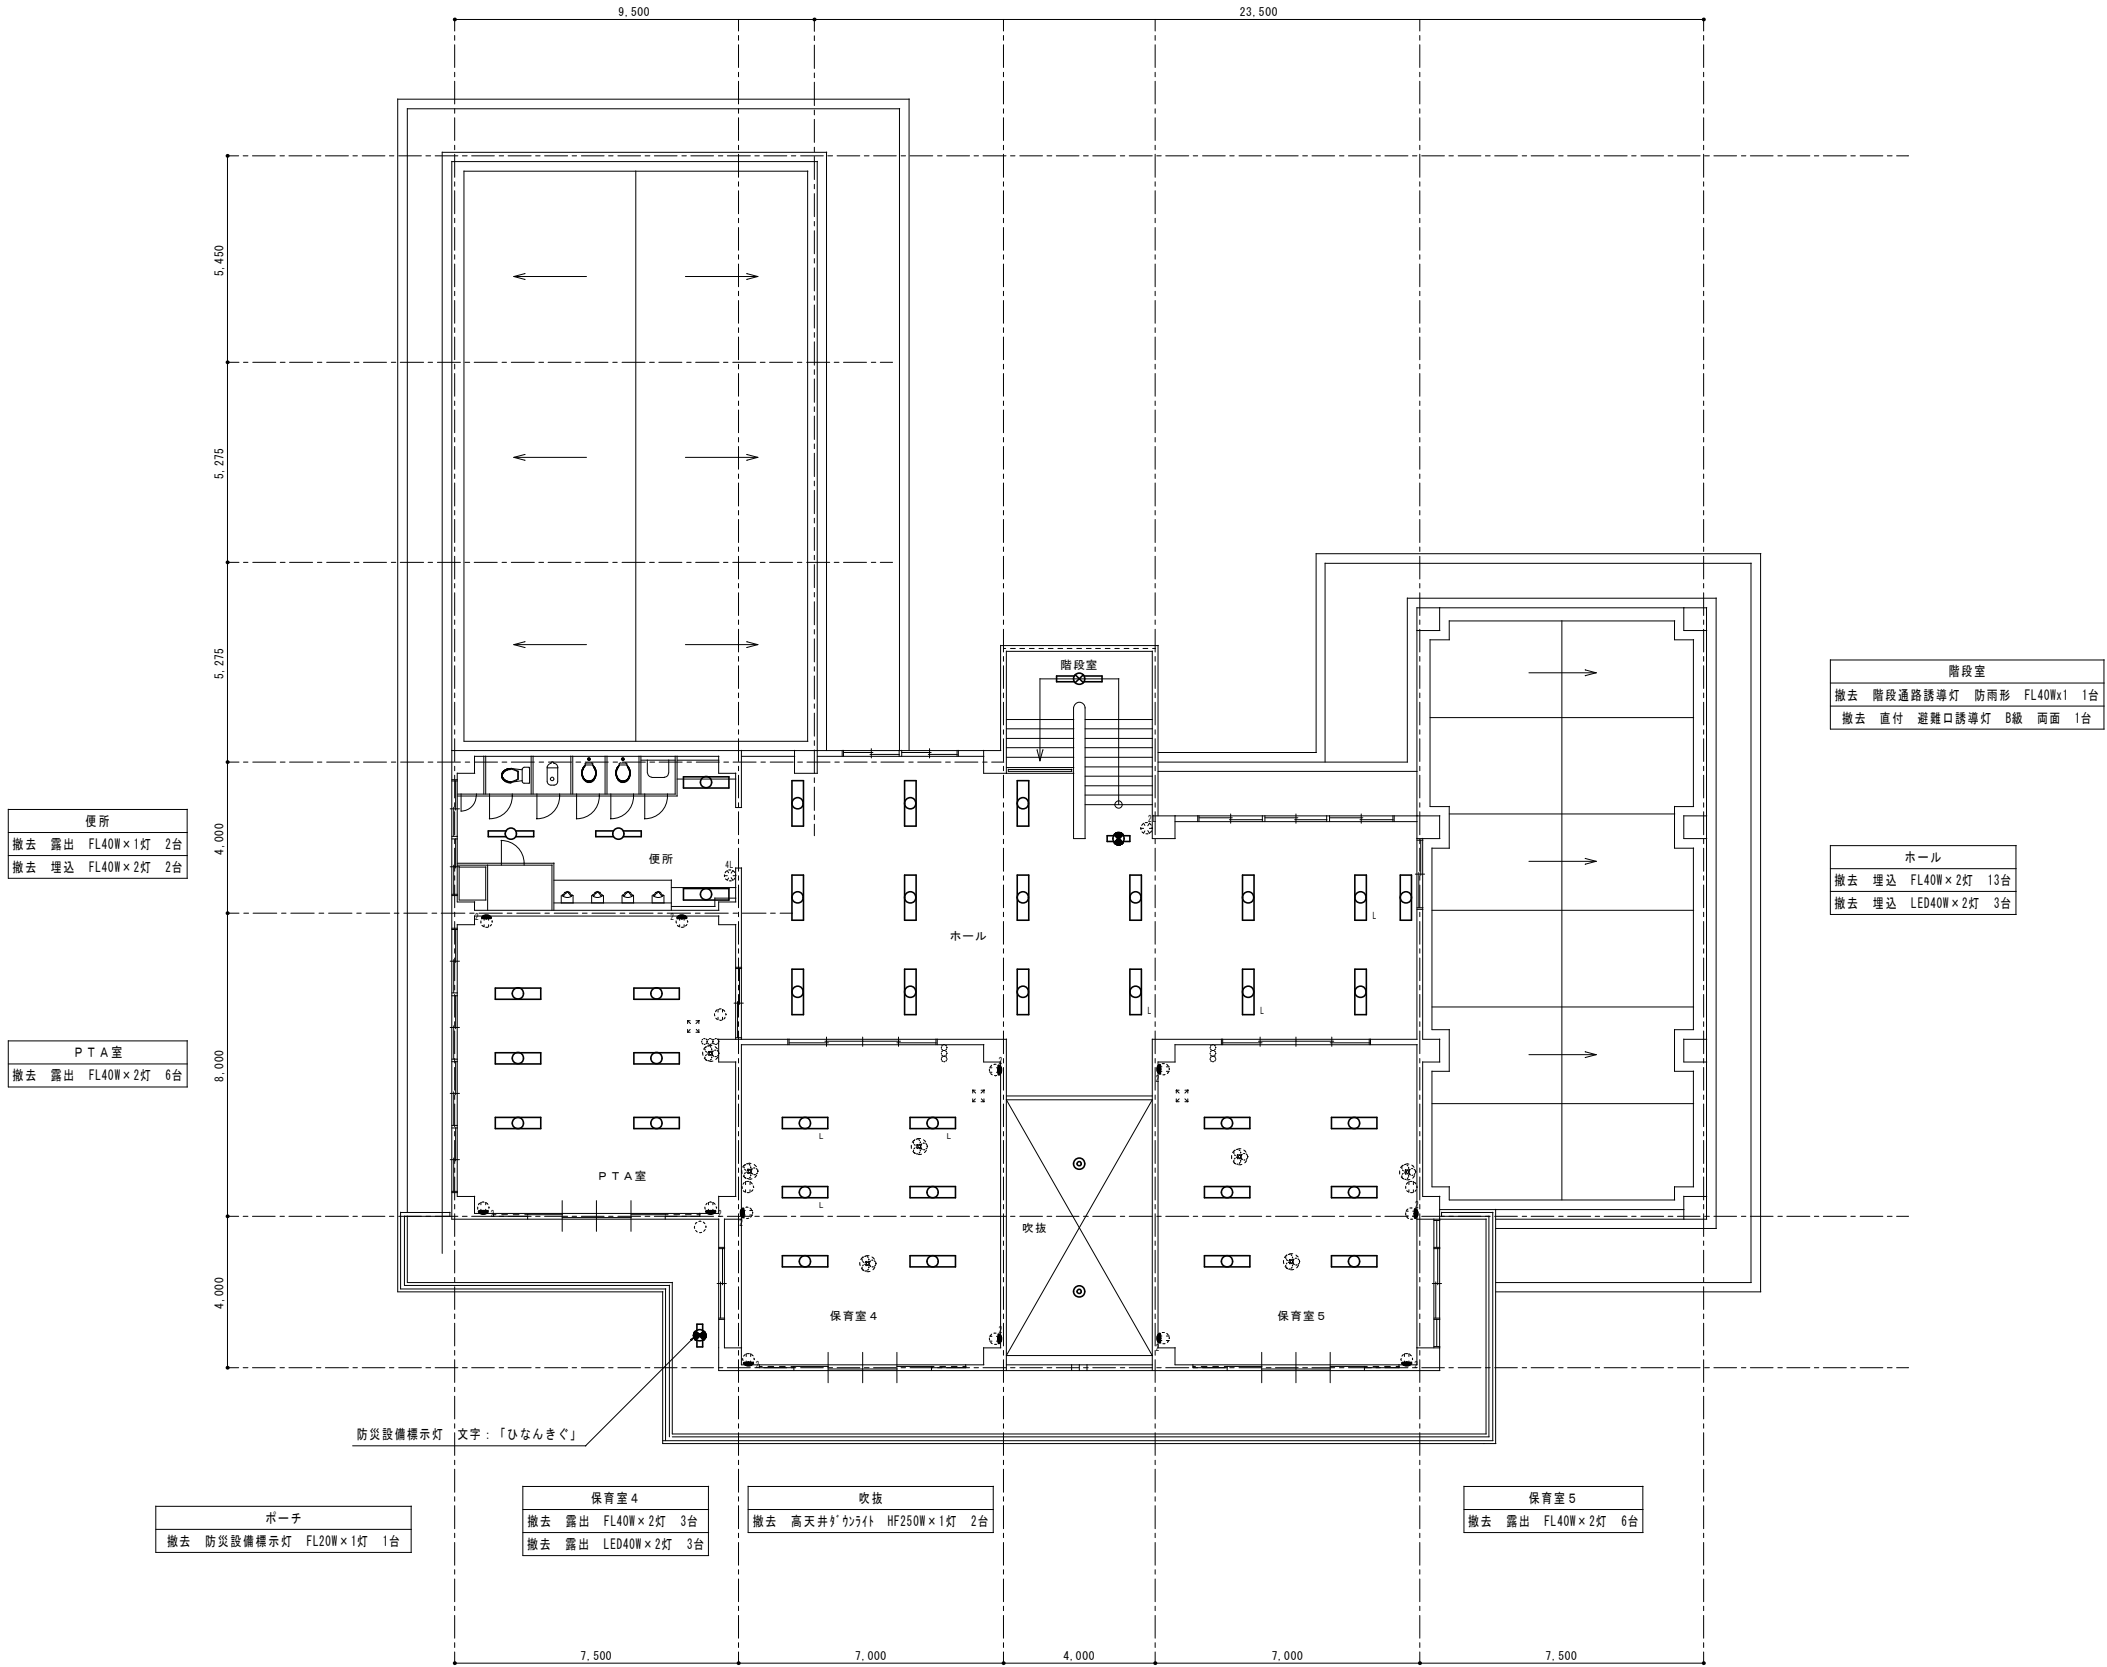 9,500
23,500
5,450
5,275
5,275
4,000
8,000
4,000
階段室
階段室
撤去 階段通路誘導灯 防雨形 FL40Wx1 1台
撤去 直付 避難口誘導灯 B級 両面 1台
便所
撤去 露出 FL40W×1灯 2台
撤去 埋込 FL40W×2灯 2台
便所
4L
2
ホール
撤去 埋込 FL40W×2灯 13台
撤去 埋込 LED40W×2灯 3台
L
ホール
2
2
L
L
PTA室
撤去 露出 FL40W×2灯 6台
2
2
L
L
PTA室
L
吹抜
保育室4
保育室5
防災設備標示灯 文字:「ひなんきぐ」
ポーチ
撤去 防災設備標示灯 FL20W×1灯 1台
保育室4
撤去 露出 FL40W×2灯 3台
撤去 露出 LED40W×2灯 3台
吹抜
撤去 高天井ダウンライト HF250W×1灯 2台
保育室5
撤去 露出 FL40W×2灯 6台
7,500
7,000
4,000
7,000
7,500